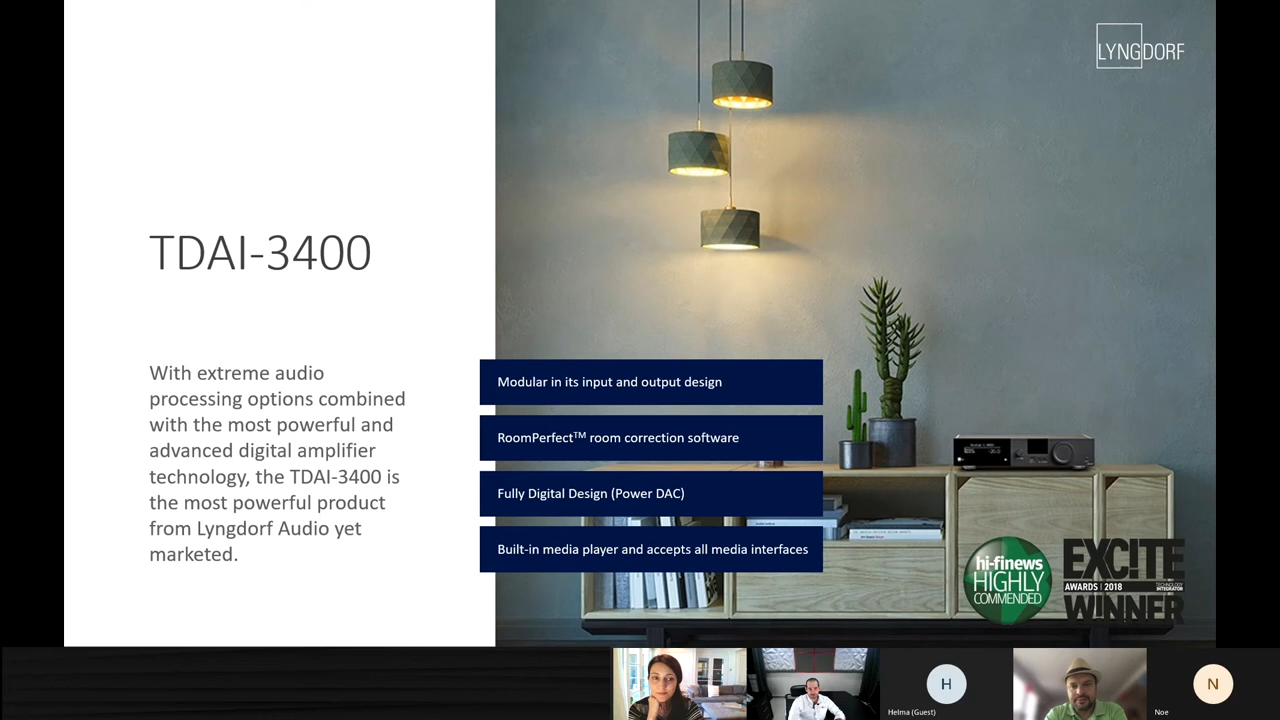 LYNGDORF
TDAI-3400
With extreme audio
processing options combined
with the most powerful and
advanced digital amplifier
technology, the TDAI-3400 is
the most powerful product
from Lyngdorf Audio yet
marketed.
Modular in its input and output design
RoomPerfect™ room correction software
Fully Digital Design (Power DAC)
Built-in media player and accepts all media interfaces
hi-finews
HIGHLY
COMMENDED
EXCITE
AWARDS | 2018
TECHNOLOGY
INTEGRATOR
WINNER
H
Helma (Guest)
N
Noe